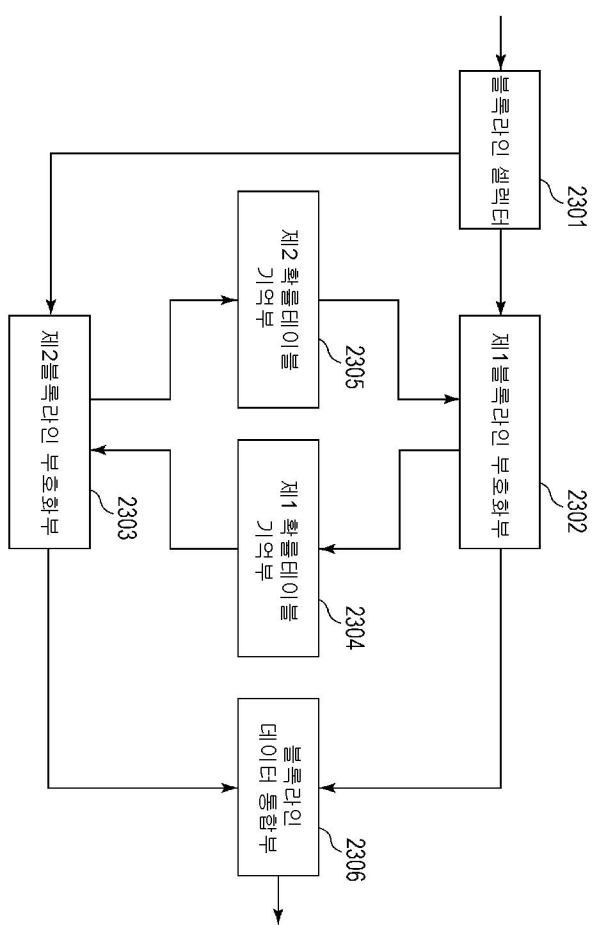 블록라인 셀렉터
2301
제1블록라인 부호화부
2302
제2 확률테이블
기억부
2305
제1 확률테이블
기억부
2304
제2블록라인 부호화부
2303
블록라인
데이터 통합부
2306